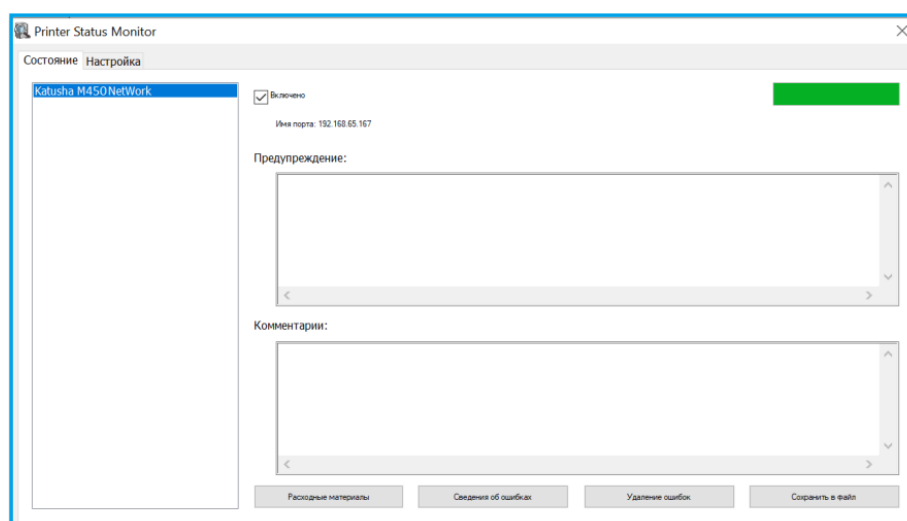 Printer Status Monitor
Состояние Настройка
Katusha M450 NetWork
Включено
Имя порта: 192.168.65.167
Предупреждение:
Комментарии:
Расходные материалы Сведения об ошибках Удаление ошибок Сохранить в файл